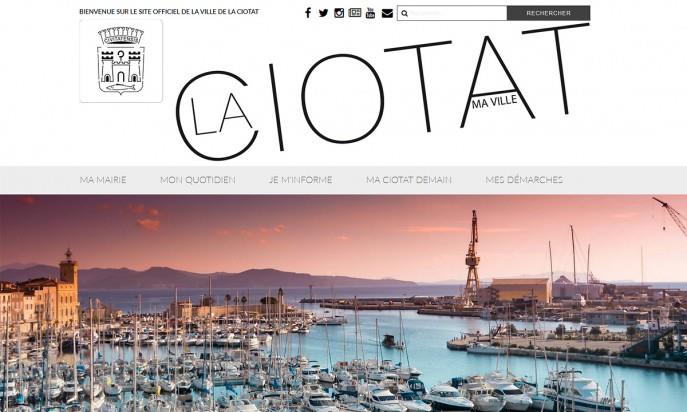 BIENVENUE SUR LE SITE OFFICIEL DE LA VILLE DE LA CIOTAT
RECHERCHER
LA
CIOTAT
MA VILLE
MA MAIRIE MON QUOTIDIEN JE M'INFORME MA CIOTAT DEMAIN MES DÉMARCHES